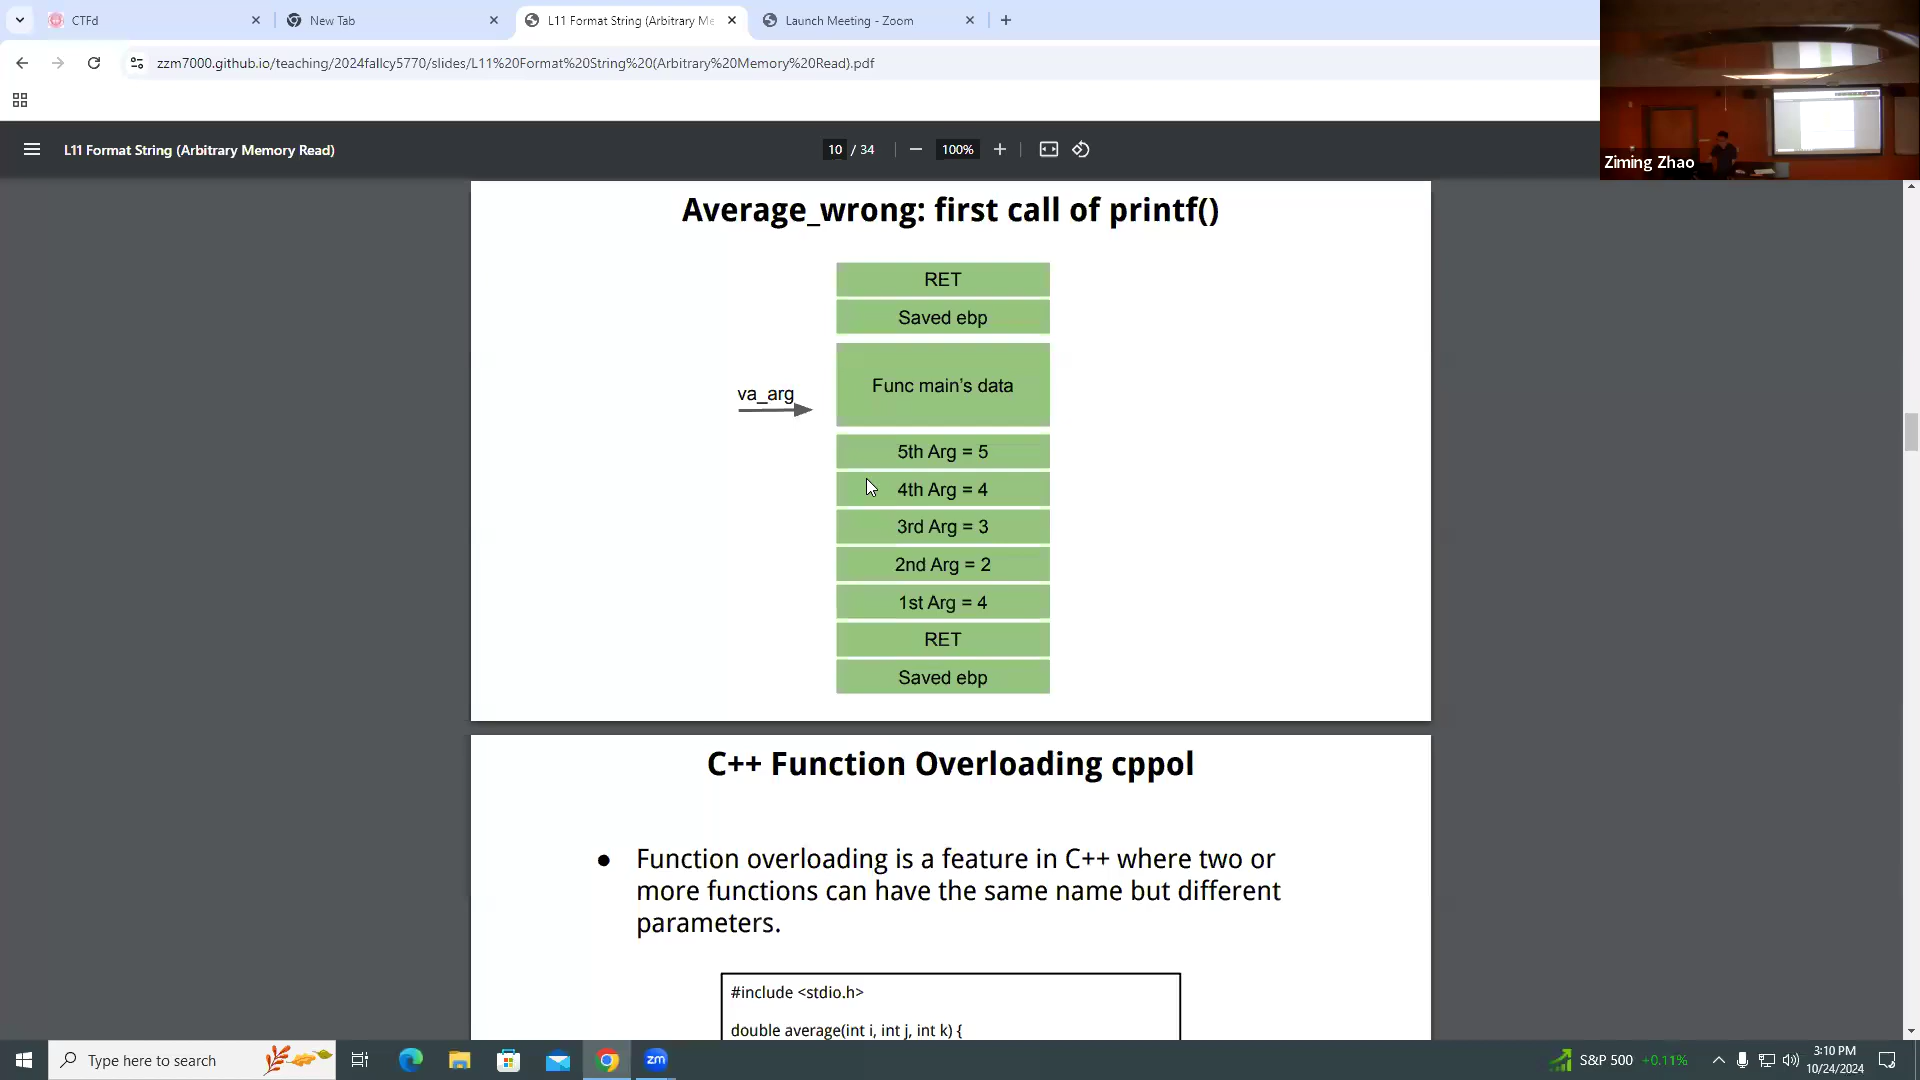 CTFd
New Tab
L11 Format String (Arbitrary Me
Launch Meeting - Zoom
zzm7000.github.io/teaching/2024fallcy5770/slides/L11%20Format%20String%20(Arbitrary%20Memory%20Read).pdf
L11 Format String (Arbitrary Memory Read)
10 / 34
100%
Ziming Zhao
Average_wrong: first call of printf()
RET
Saved ebp
Func main's data
va_arg
5th Arg = 5
4th Arg = 4
3rd Arg = 3
2nd Arg = 2
1st Arg = 4
RET
Saved ebp
C++ Function Overloading cppol
● Function overloading is a feature in C++ where two or
more functions can have the same name but different
parameters.
#include <stdio.h>
double average(int i, int j, int k) {
Type here to search
zm
S&P 500 +0.11%
3:10 PM
10/24/2024